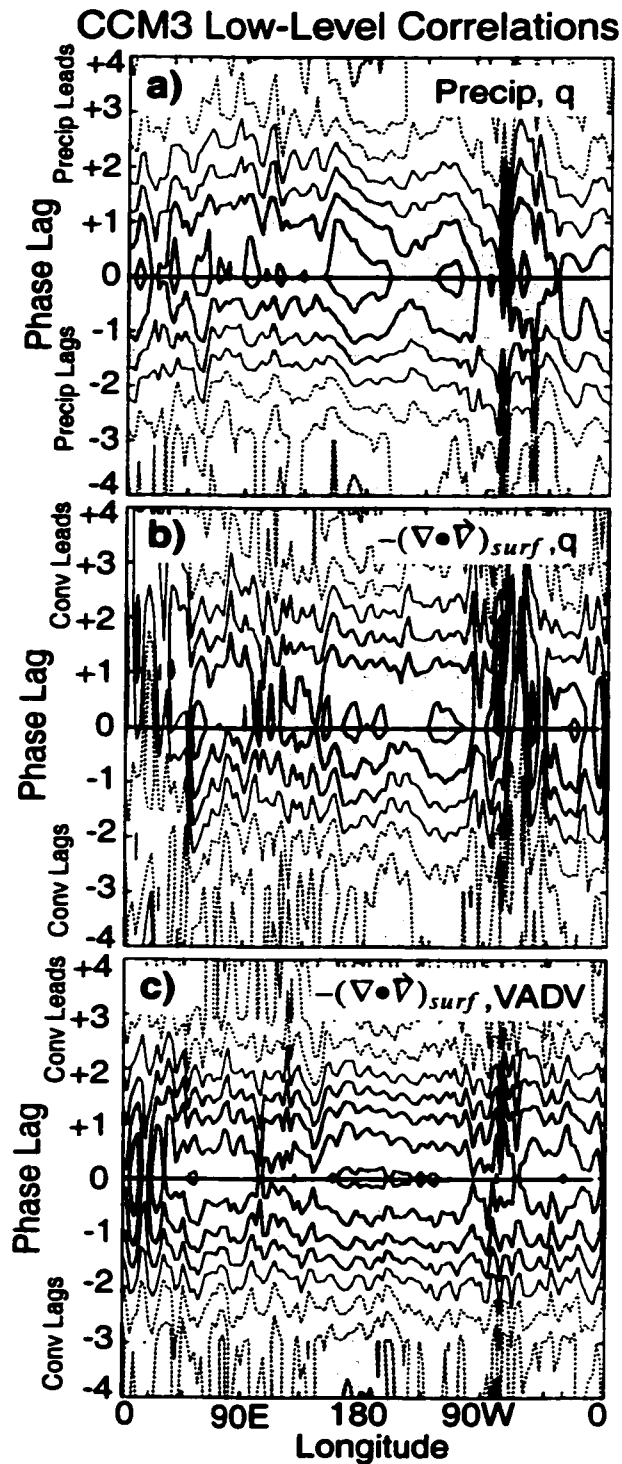 CCM3 Low-Level Correlations
a)
Precip, q
Precip Leads
Phase Lag
Precip Lags
+4
+3
+2
+1
0
-1
-2
-3
-4
b)
−(∇•V⃗)surf, q
Conv Leads
Phase Lag
Conv Lags
+4
+3
+2
+1
0
-1
-2
-3
-4
c)
−(∇•V⃗)surf, VADV
Conv Leads
Phase Lag
Conv Lags
+4
+3
+2
+1
0
-1
-2
-3
-4
0 90E 180 90W 0
Longitude